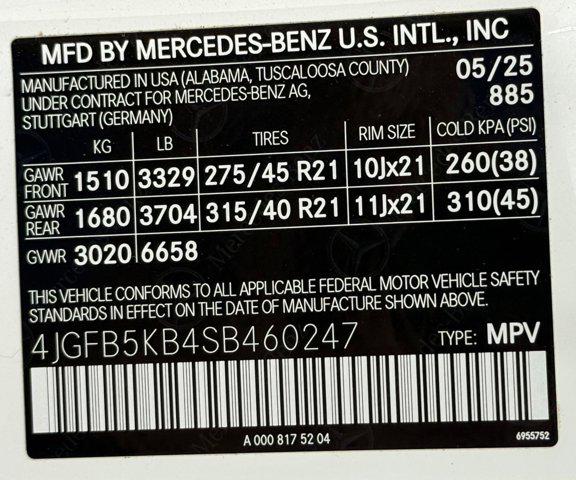 MFD BY MERCEDES-BENZ U.S. INTL., INC
MANUFACTURED IN USA (ALABAMA, TUSCALOOSA COUNTY) 05/25
UNDER CONTRACT FOR MERCEDES-BENZ AG, 885
STUTTGART (GERMANY)
KG LB TIRES RIM SIZE COLD KPA (PSI)
GAWR FRONT 1510 3329 275/45 R21 10Jx21 260(38)
GAWR REAR 1680 3704 315/40 R21 11Jx21 310(45)
GVWR 3020 6658
THIS VEHICLE CONFORMS TO ALL APPLICABLE FEDERAL MOTOR VEHICLE SAFETY
STANDARDS IN EFFECT ON THE DATE OF MANUFACTURE SHOWN ABOVE.
4JGFB5KB4SB460247 TYPE: MPV
A 000 817 52 04 6955752